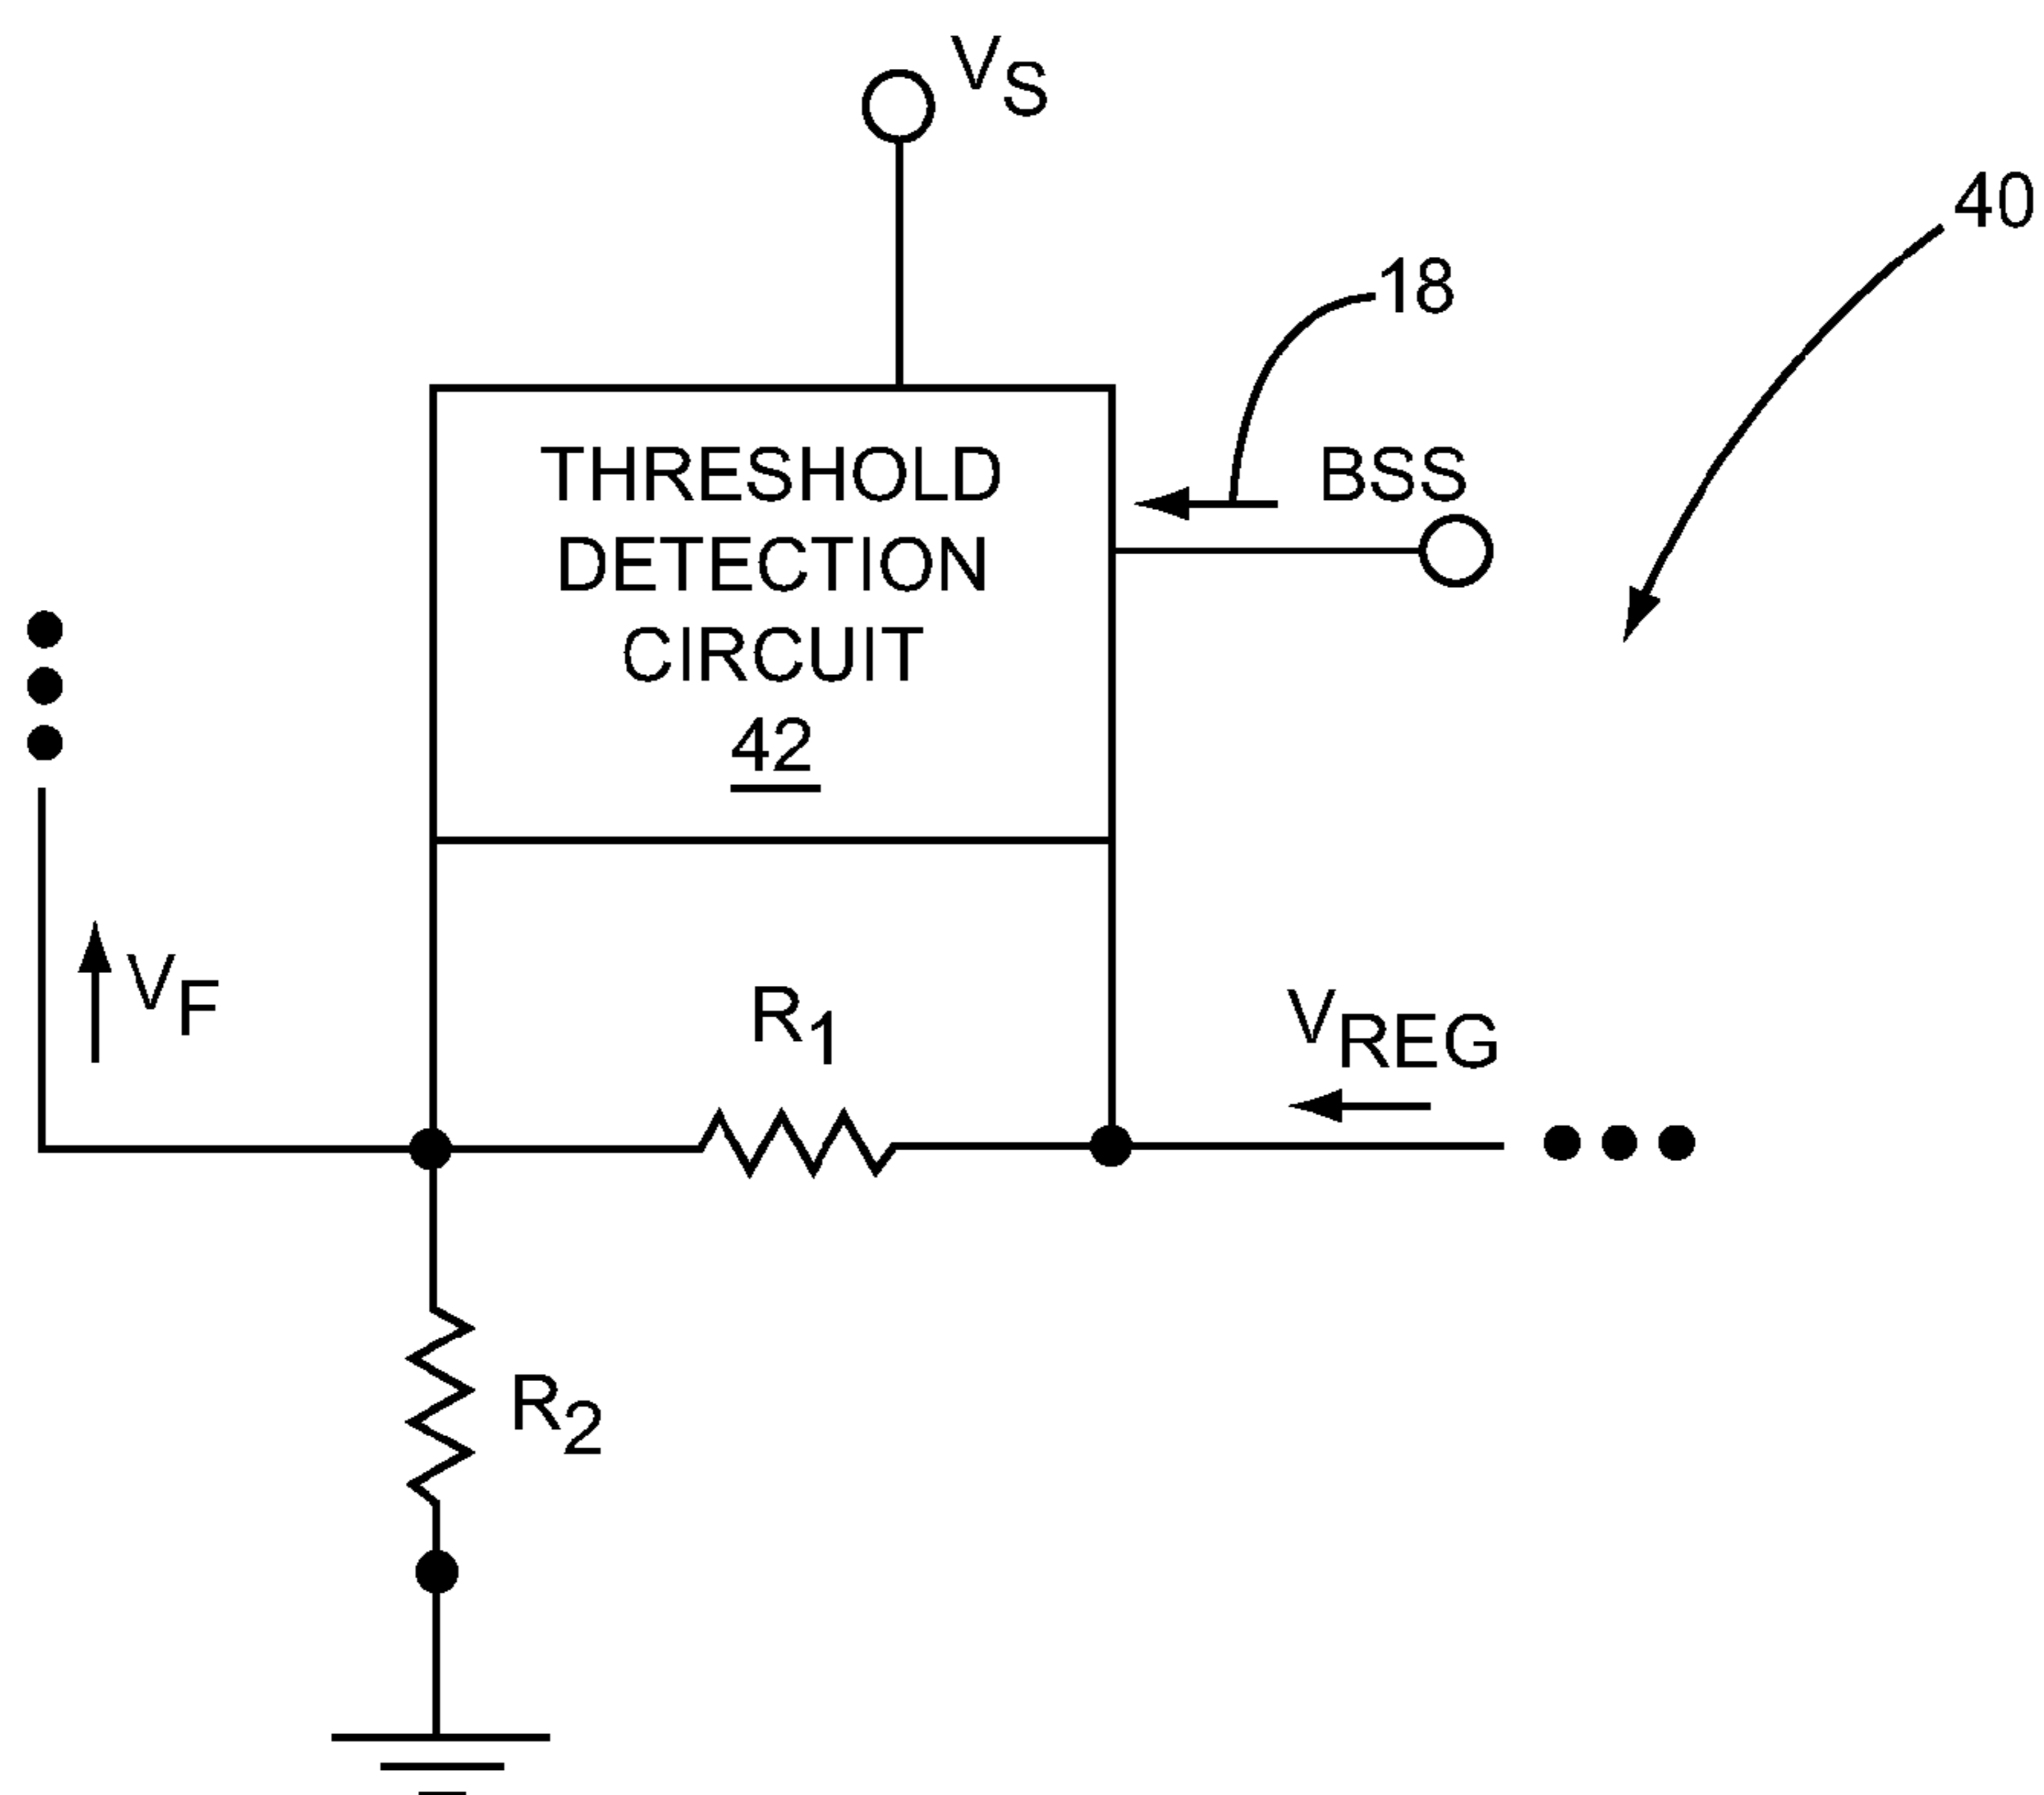 VS
40
18
BSS
THRESHOLD
DETECTION
CIRCUIT
42
VF
R1
VREG
R2